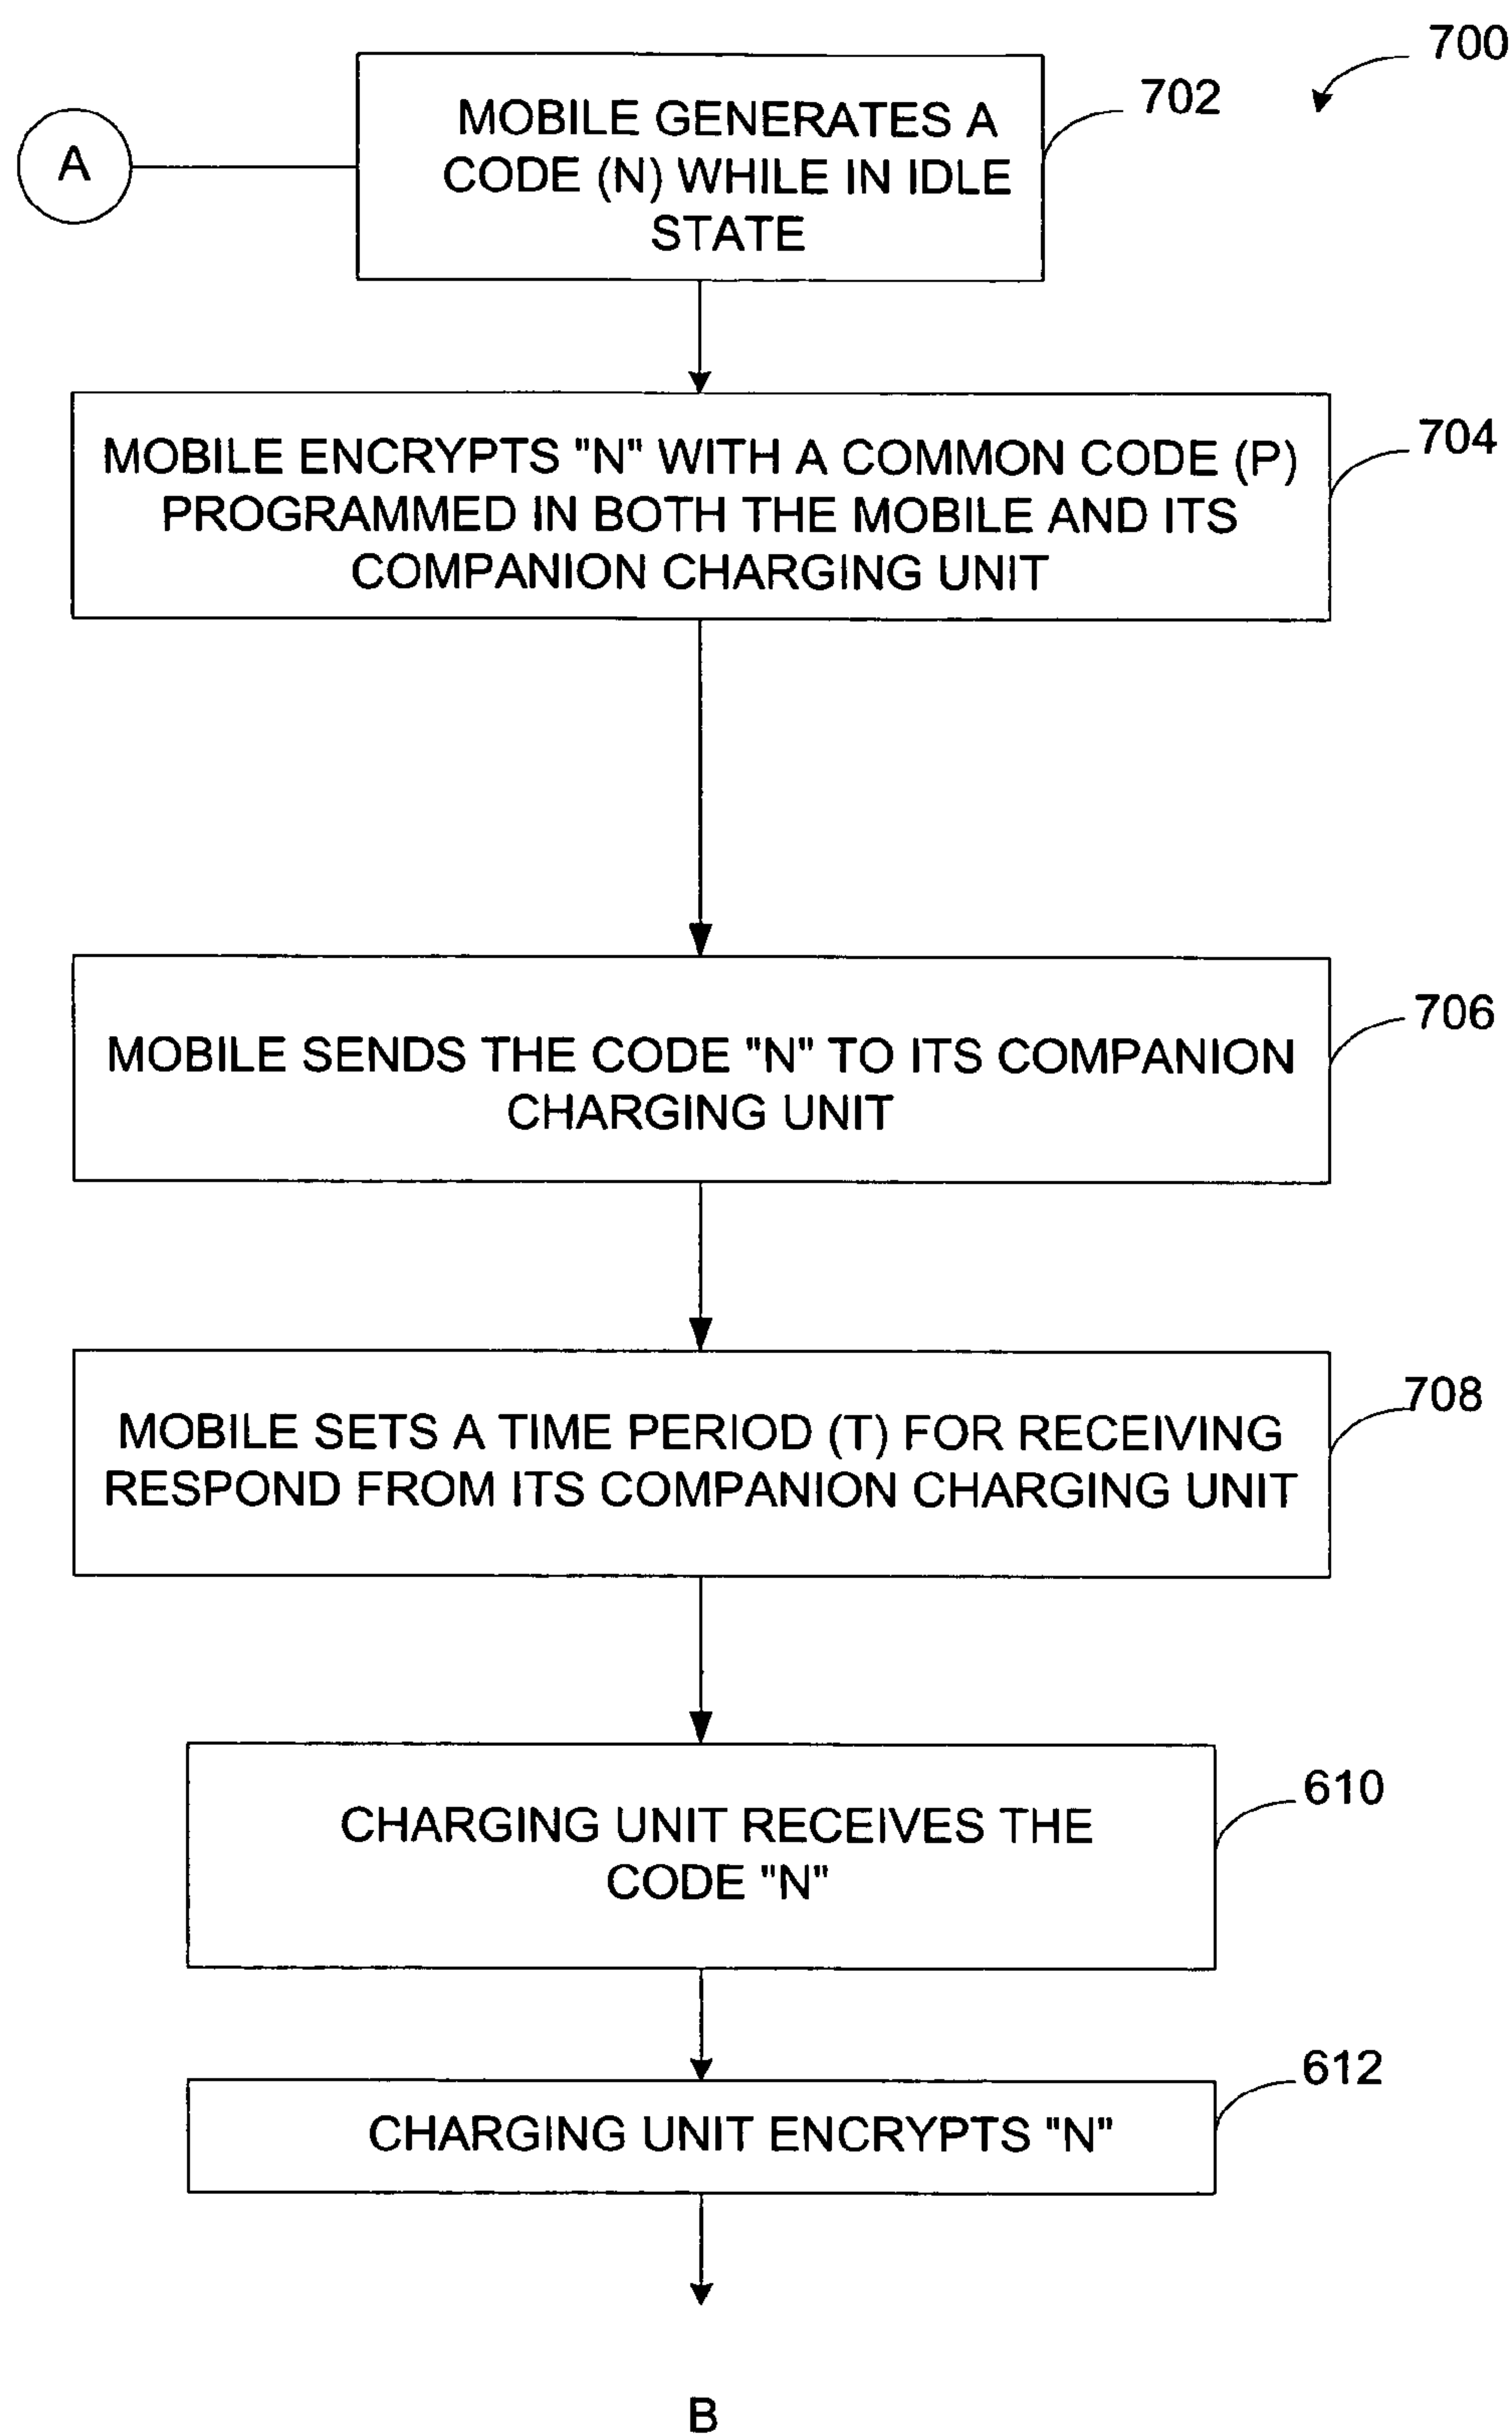 700
702
MOBILE GENERATES A
CODE (N) WHILE IN IDLE
STATE
A
704
MOBILE ENCRYPTS "N" WITH A COMMON CODE (P)
PROGRAMMED IN BOTH THE MOBILE AND ITS
COMPANION CHARGING UNIT
706
MOBILE SENDS THE CODE "N" TO ITS COMPANION
CHARGING UNIT
708
MOBILE SETS A TIME PERIOD (T) FOR RECEIVING
RESPOND FROM ITS COMPANION CHARGING UNIT
610
CHARGING UNIT RECEIVES THE
CODE "N"
612
CHARGING UNIT ENCRYPTS "N"
B